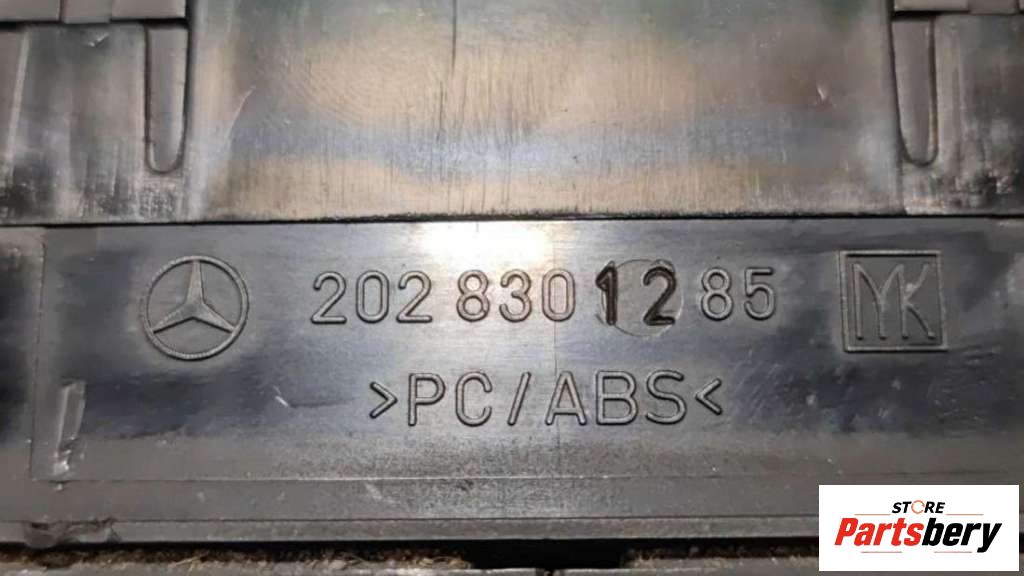 202 830 12 85 MK
>PC/ABS<
STORE
Partsbery